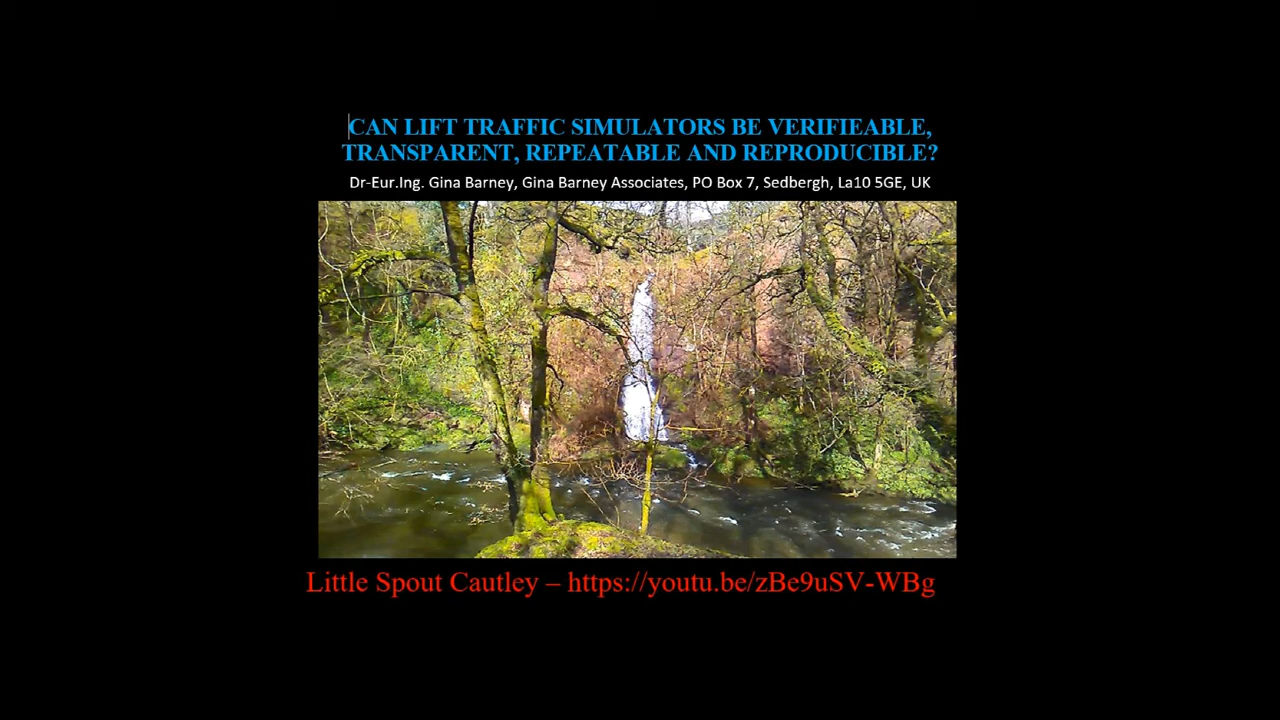 CAN LIFT TRAFFIC SIMULATORS BE VERIFIEABLE,
TRANSPARENT, REPEATABLE AND REPRODUCIBLE?
Dr-Eur.Ing. Gina Barney, Gina Barney Associates, PO Box 7, Sedbergh, La10 5GE, UK
Little Spout Cautley – https://youtu.be/zBe9uSV-WBg